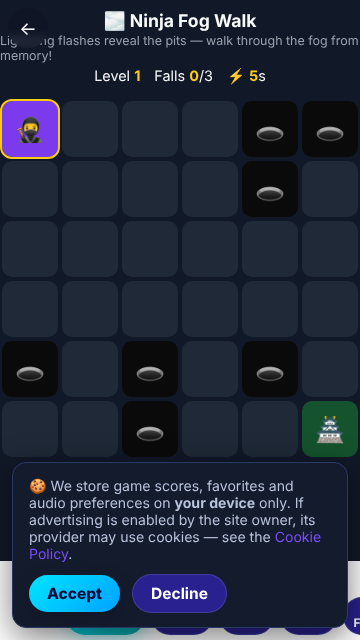 🌫️ Ninja Fog Walk
flashes reveal the pits — walk through the fog from
memory!
Level 1 Falls 0/3 ⚡ 5s
🍪 We store game scores, favorites and
audio preferences on your device only. If
advertising is enabled by the site owner, its
provider may use cookies — see the Cookie
Policy.
Accept Decline